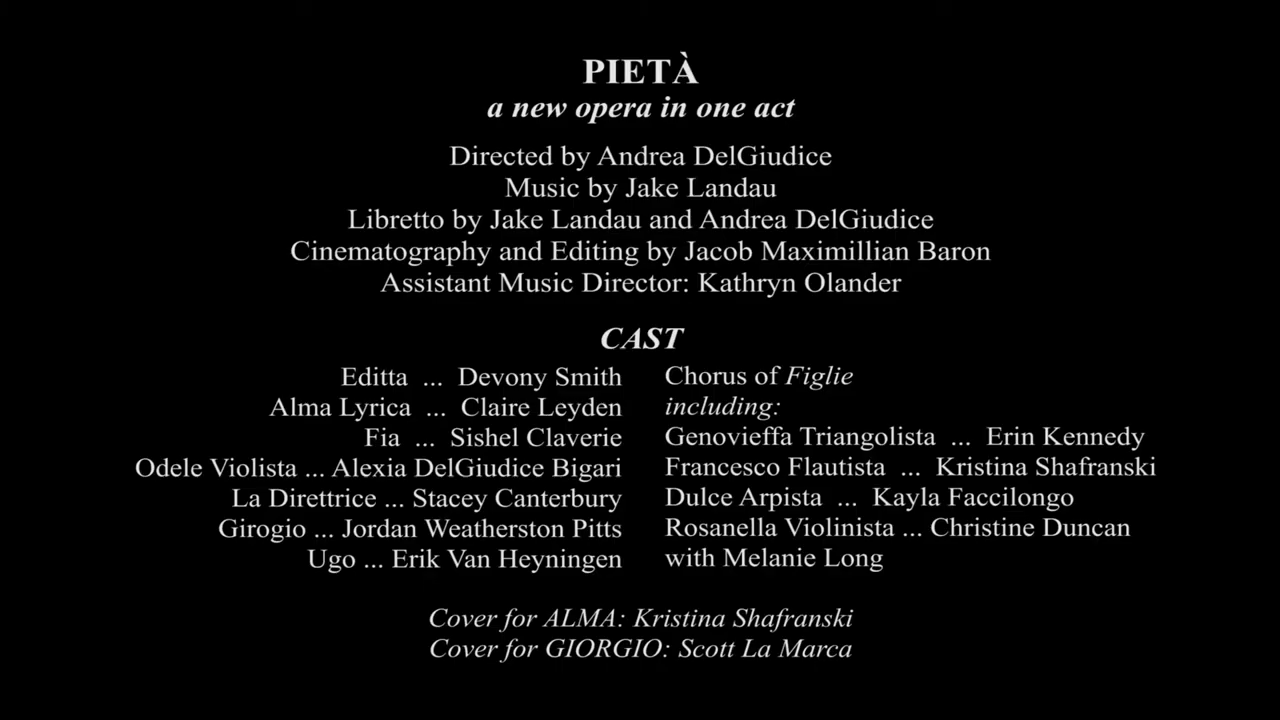 PIETÀ
a new opera in one act
Directed by Andrea DelGiudice
Music by Jake Landau
Libretto by Jake Landau and Andrea DelGiudice
Cinematography and Editing by Jacob Maximillian Baron
Assistant Music Director: Kathryn Olander
CAST
Editta ... Devony Smith
Alma Lyrica ... Claire Leyden
Fia ... Sishel Claverie
Odele Violista ... Alexia DelGiudice Bigari
La Direttrice ... Stacey Canterbury
Girogio ... Jordan Weatherston Pitts
Ugo ... Erik Van Heyningen
Chorus of Figlie
including:
Genovieffa Triangolista ... Erin Kennedy
Francesco Flautista ... Kristina Shafranski
Dulce Arpista ... Kayla Faccilongo
Rosanella Violinista ... Christine Duncan
with Melanie Long
Cover for ALMA: Kristina Shafranski
Cover for GIORGIO: Scott La Marca